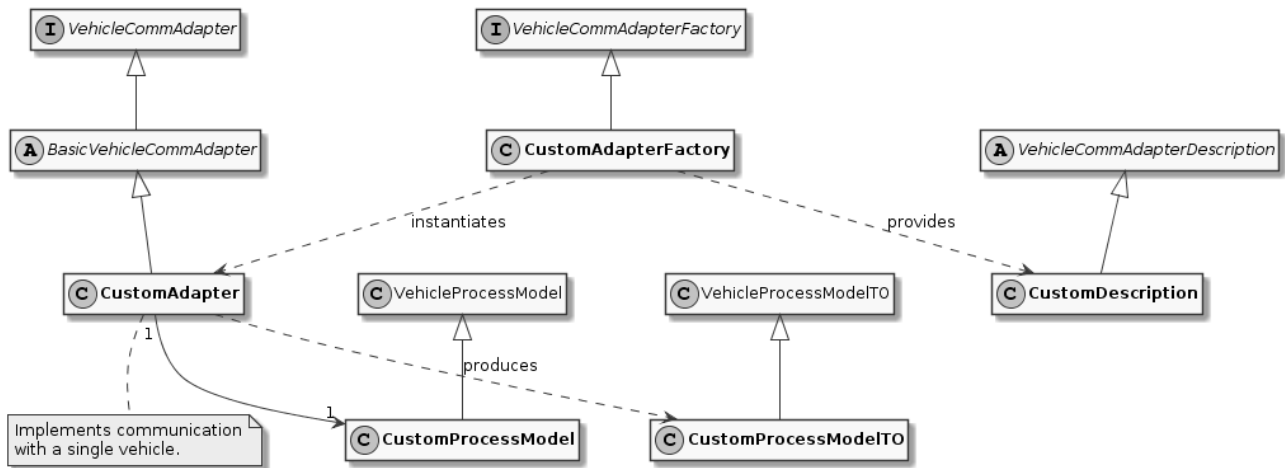 I VehicleCommAdapter
I VehicleCommAdapterFactory
A BasicVehicleCommAdapter
C CustomAdapterFactory
A VehicleCommAdapterDescription
instantiates
provides
C CustomAdapter
C VehicleProcessModel
C VehicleProcessModelTO
C CustomDescription
1
produces
1
Implements communication
with a single vehicle.
C CustomProcessModel
C CustomProcessModelTO